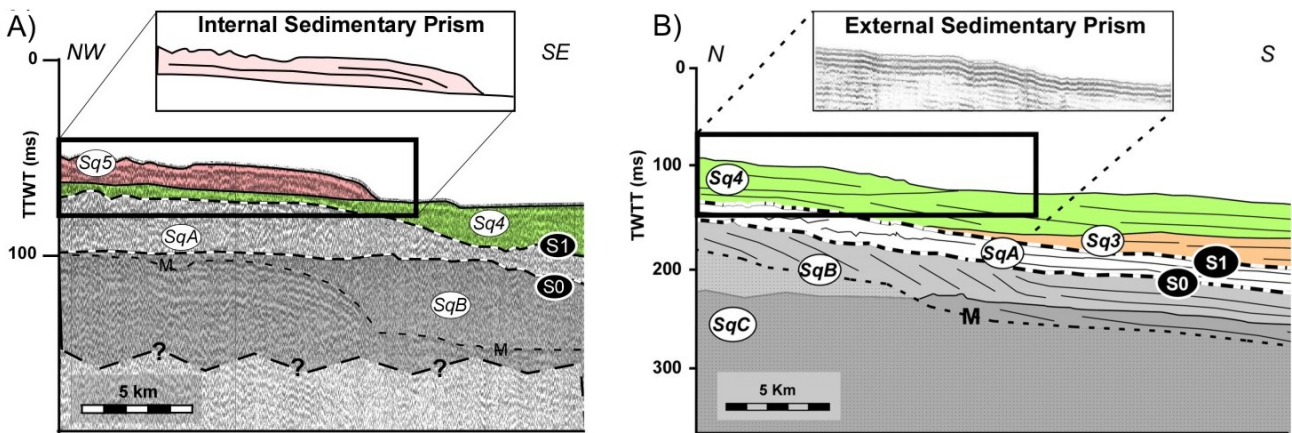 A)
NW
Internal Sedimentary Prism
SE
0
TTWT (ms)
100
Sq5
Sq4
SqA
S1
M
S0
SqB
M
? ? ?
5 km
B)
N
External Sedimentary Prism
S
0
TWTT (ms)
100
200
300
Sq4
Sq3
S1
SqA
S0
SqB
M
SqC
5 Km